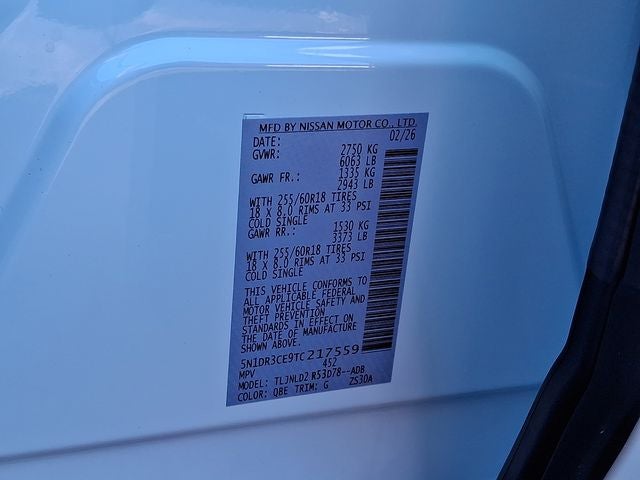 MFD BY NISSAN MOTOR CO., LTD.
DATE: 02/26
GVWR: 2750 KG
6063 LB
GAWR FR.: 1335 KG
2943 LB
WITH 255/60R18 TIRES
18 X 8.0 RIMS AT 33 PSI
COLD SINGLE
GAWR RR.: 1530 KG
3373 LB
WITH 255/60R18 TIRES
18 X 8.0 RIMS AT 33 PSI
COLD SINGLE
THIS VEHICLE CONFORMS TO
ALL APPLICABLE FEDERAL
MOTOR VEHICLE SAFETY AND
THEFT PREVENTION
STANDARDS IN EFFECT ON
THE DATE OF MANUFACTURE
SHOWN ABOVE.
5N1DR3CE9TC217559
MPV 452
MODEL: TLJNLD2 R53D78--ADB
COLOR: QBE TRIM: G ZS3DA